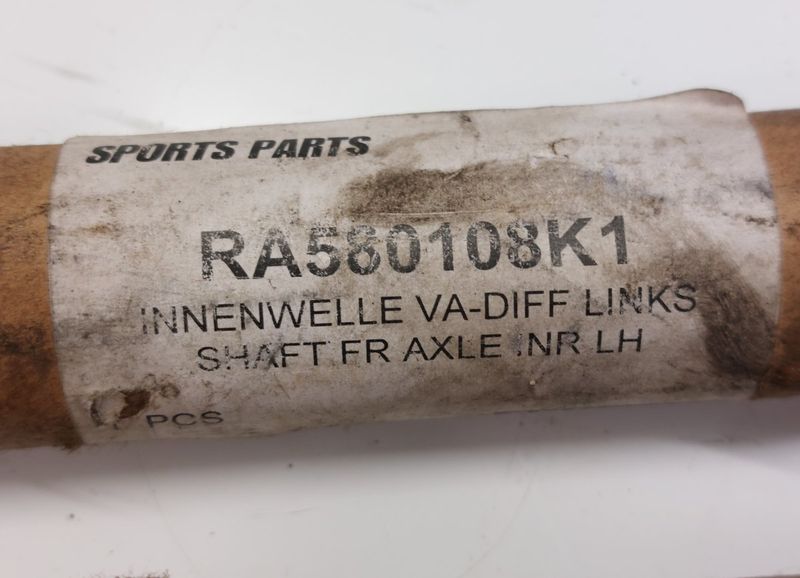 SPORTS PARTS
RA580108K1
INNENWELLE VA-DIFF LINKS
SHAFT FR AXLE INR LH
PCS